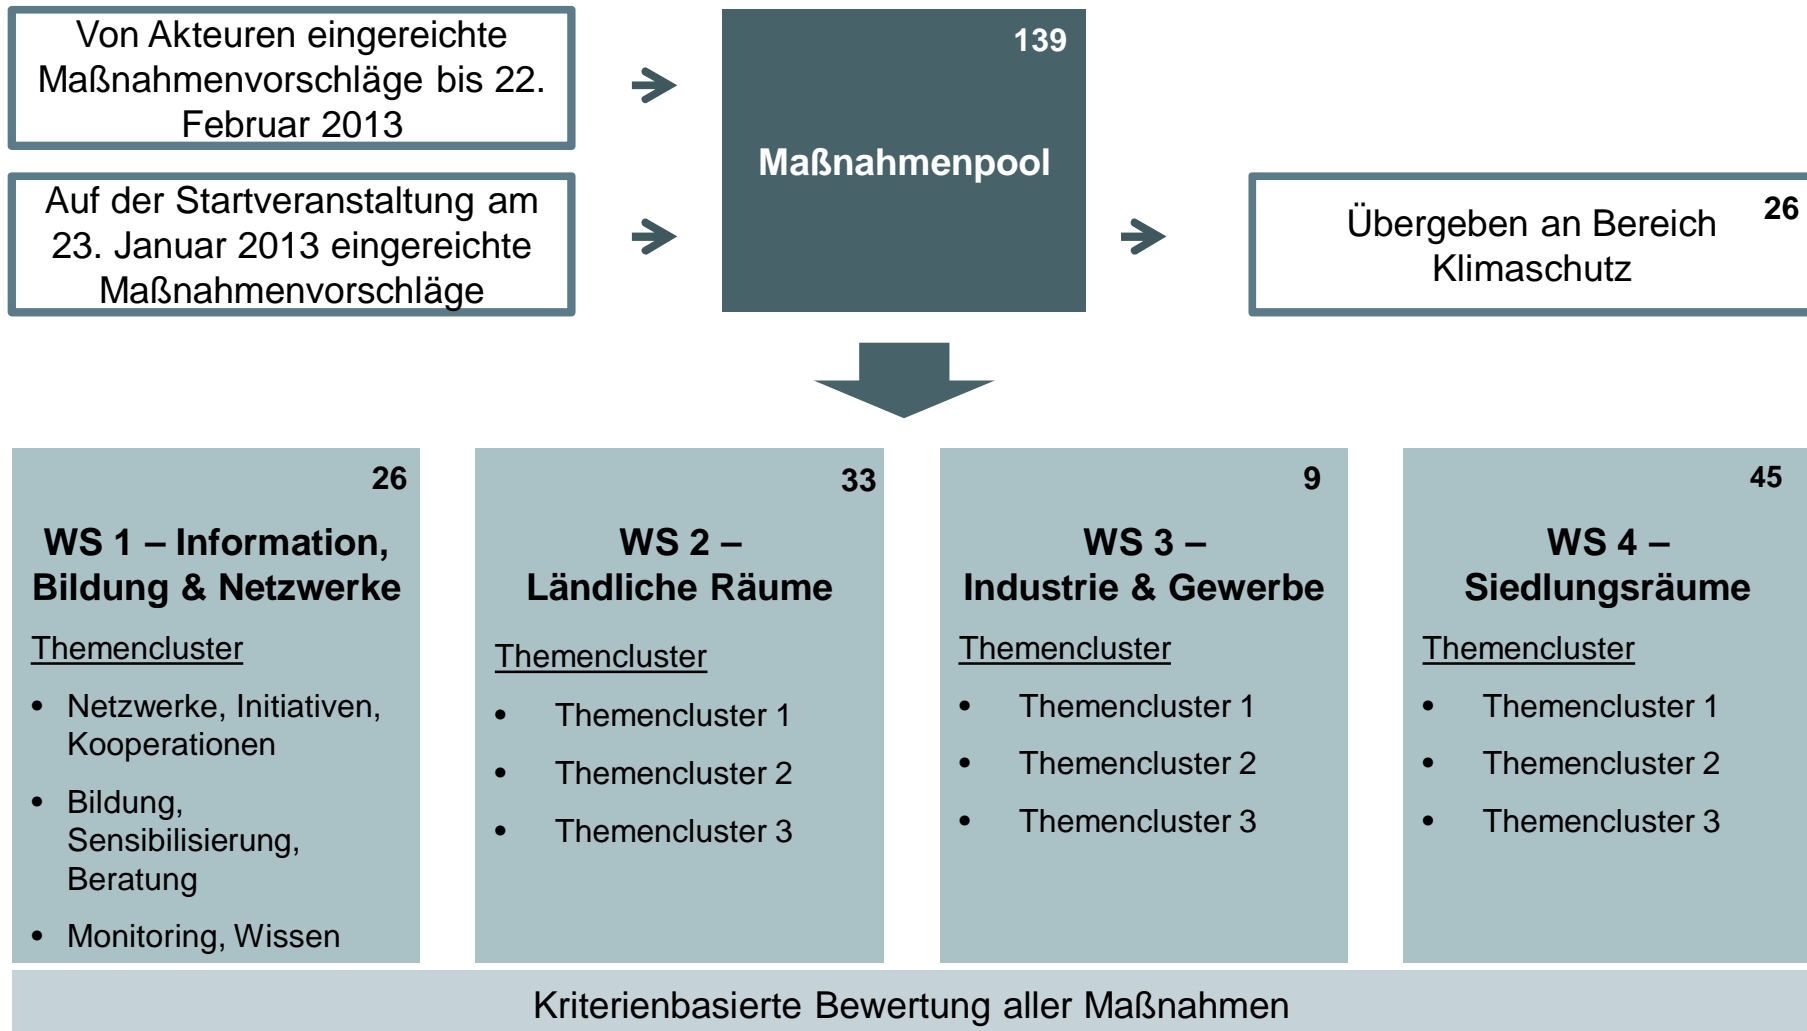 Von Akteuren eingereichte
Maßnahmenvorschläge bis 22.
Februar 2013
Auf der Startveranstaltung am
23. Januar 2013 eingereichte
Maßnahmenvorschläge
139
Maßnahmenpool
26
Übergeben an Bereich
Klimaschutz
26
WS 1 – Information,
Bildung & Netzwerke
Themencluster
• Netzwerke, Initiativen,
Kooperationen
• Bildung,
Sensibilisierung,
Beratung
• Monitoring, Wissen
33
WS 2 –
Ländliche Räume
Themencluster
• Themencluster 1
• Themencluster 2
• Themencluster 3
9
WS 3 –
Industrie & Gewerbe
Themencluster
• Themencluster 1
• Themencluster 2
• Themencluster 3
45
WS 4 –
Siedlungsräume
Themencluster
• Themencluster 1
• Themencluster 2
• Themencluster 3
Kriterienbasierte Bewertung aller Maßnahmen